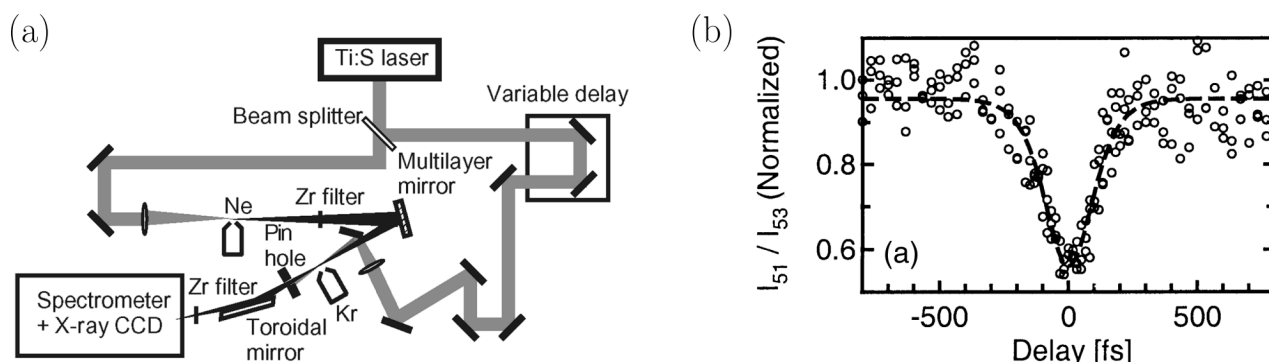 (a)
Ti:S laser
Beam splitter
Variable delay
Multilayer
mirror
Ne
Zr filter
Pin
hole
Zr filter
Kr
Spectrometer
+ X-ray CCD
Toroidal
mirror
(b)
I51 / I53 (Normalized)
1.0
0.8
0.6
(a)
-500
0
500
Delay [fs]